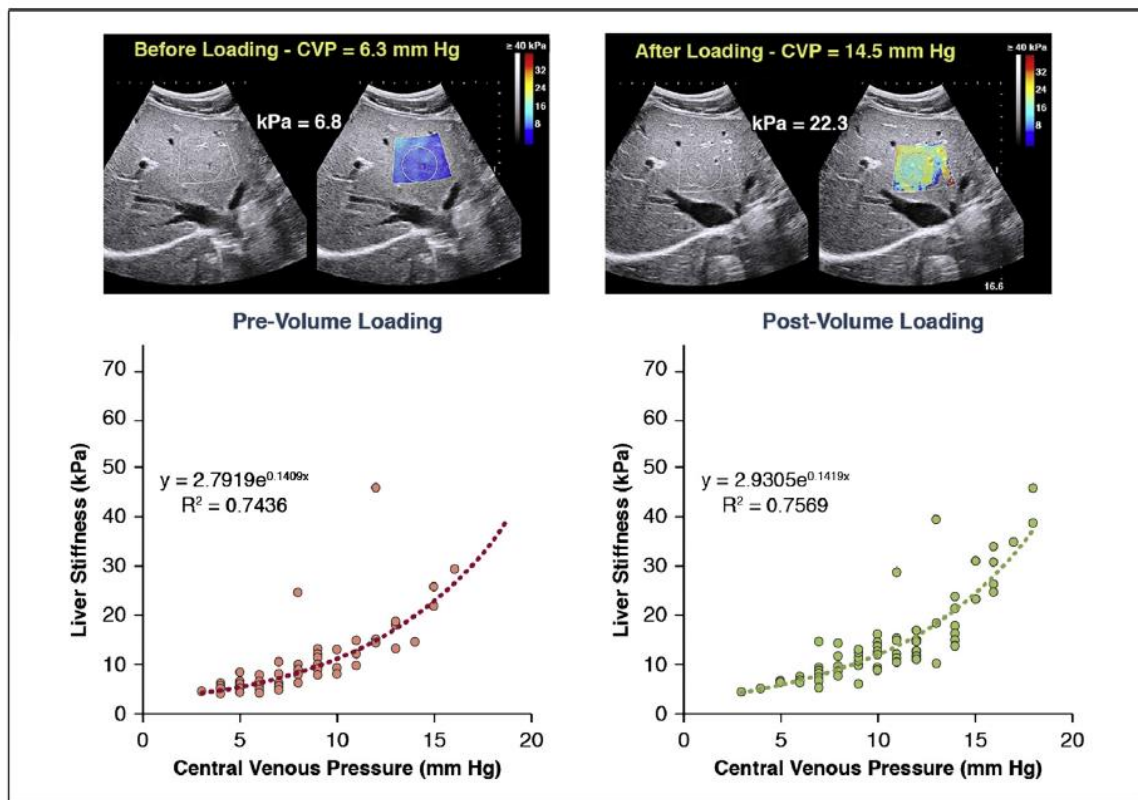 Before Loading - CVP = 6.3 mm Hg
≥ 40 kPa
32
24
16
8
kPa = 6.8
After Loading - CVP = 14.5 mm Hg
≥ 40 kPa
32
24
16
8
kPa = 22.3
16.6
Pre-Volume Loading
Liver Stiffness (kPa)
70
60
50
40
30
20
10
0
y = 2.7919e^0.1409x
R² = 0.7436
0 5 10 15 20
Central Venous Pressure (mm Hg)
Post-Volume Loading
Liver Stiffness (kPa)
70
60
50
40
30
20
10
0
y = 2.9305e^0.1419x
R² = 0.7569
0 5 10 15 20
Central Venous Pressure (mm Hg)